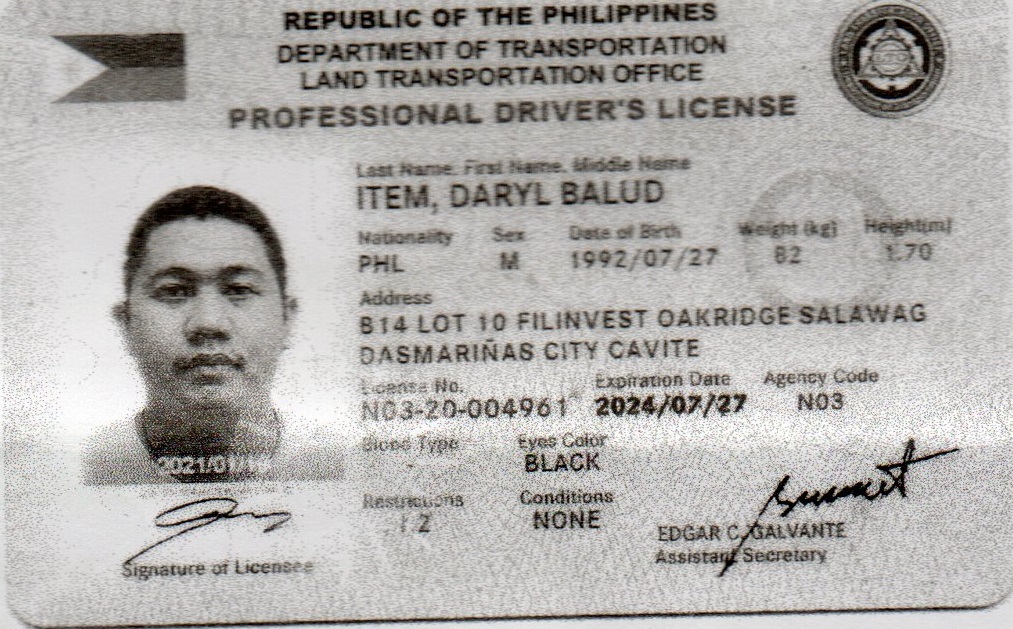 REPUBLIC OF THE PHILIPPINES
DEPARTMENT OF TRANSPORTATION
LAND TRANSPORTATION OFFICE
PROFESSIONAL DRIVER'S LICENSE
Last Name, First Name, Middle Name
ITEM, DARYL BALUD
Nationality Sex Date of Birth Weight (kg) Height(m)
PHL M 1992/07/27 82 1.70
Address
B14 LOT 10 FILINVEST OAKRIDGE SALAWAG
DASMARIÑAS CITY CAVITE
License No. Expiration Date Agency Code
N03-20-004961 2024/07/27 N03
Blood Type Eyes Color
BLACK
Restrictions Conditions
1,2 NONE
EDGAR C. GALVANTE
Assistant Secretary
Signature of Licensee